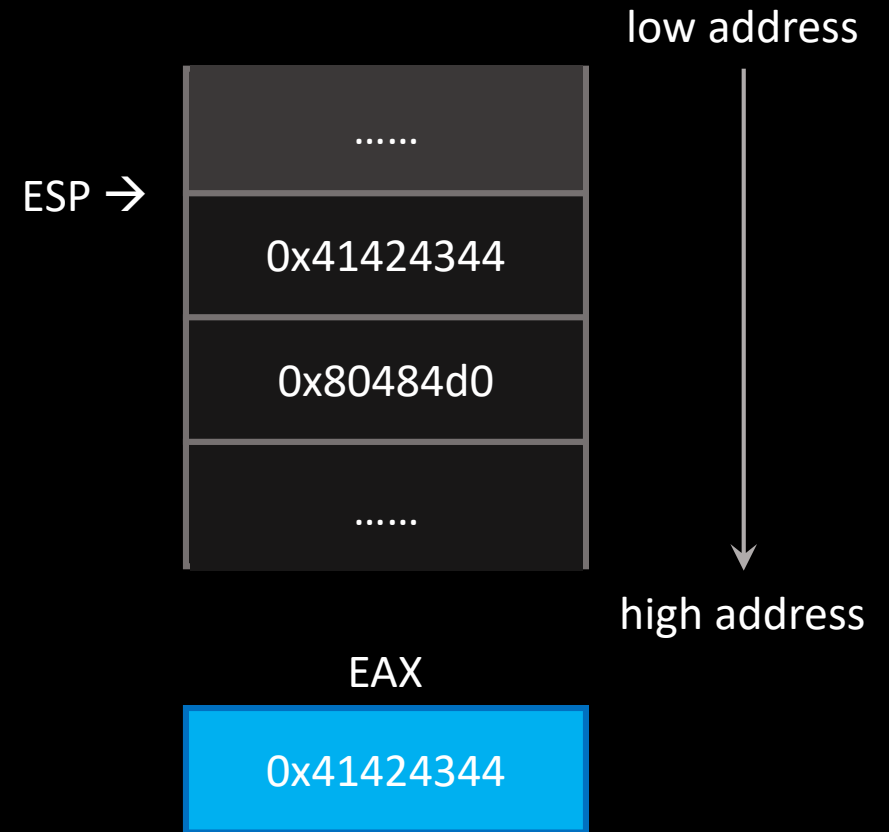 low address
……
ESP →
0x41424344
0x80484d0
……
high address
EAX
0x41424344